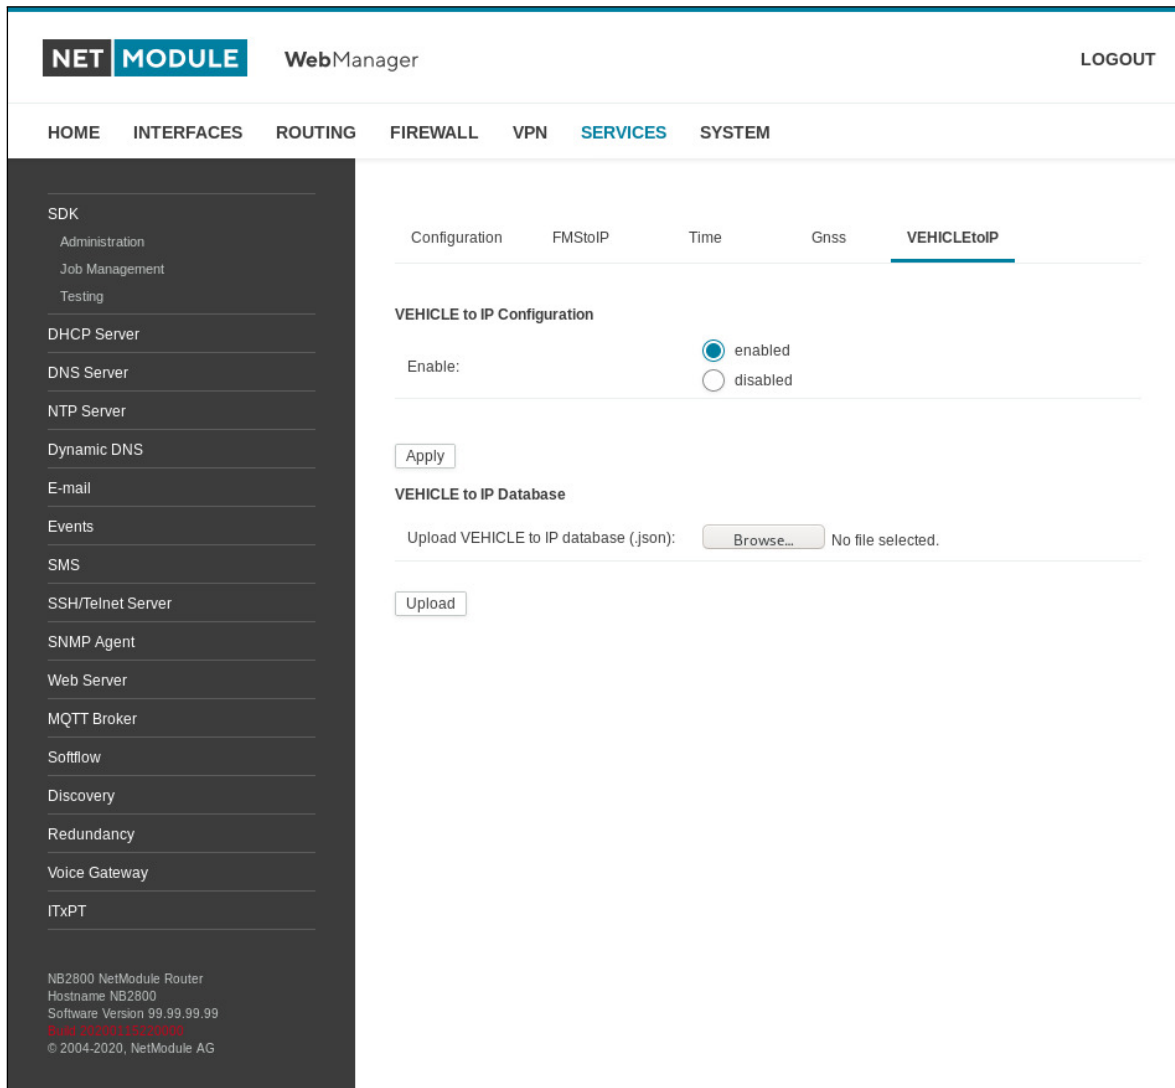 NET MODULE WebManager LOGOUT
HOME INTERFACES ROUTING FIREWALL VPN SERVICES SYSTEM
SDK
Administration
Job Management
Testing
DHCP Server
DNS Server
NTP Server
Dynamic DNS
E-mail
Events
SMS
SSH/Telnet Server
SNMP Agent
Web Server
MQTT Broker
Softflow
Discovery
Redundancy
Voice Gateway
ITxPT
NB2800 NetModule Router
Hostname NB2800
Software Version 99.99.99.99
Build
© 2004-2020, NetModule AG
Configuration FMStoIP Time Gnss VEHICLEtoIP
VEHICLE to IP Configuration
Enable:
enabled
disabled
Apply
VEHICLE to IP Database
Upload VEHICLE to IP database (.json): Browse... No file selected.
Upload